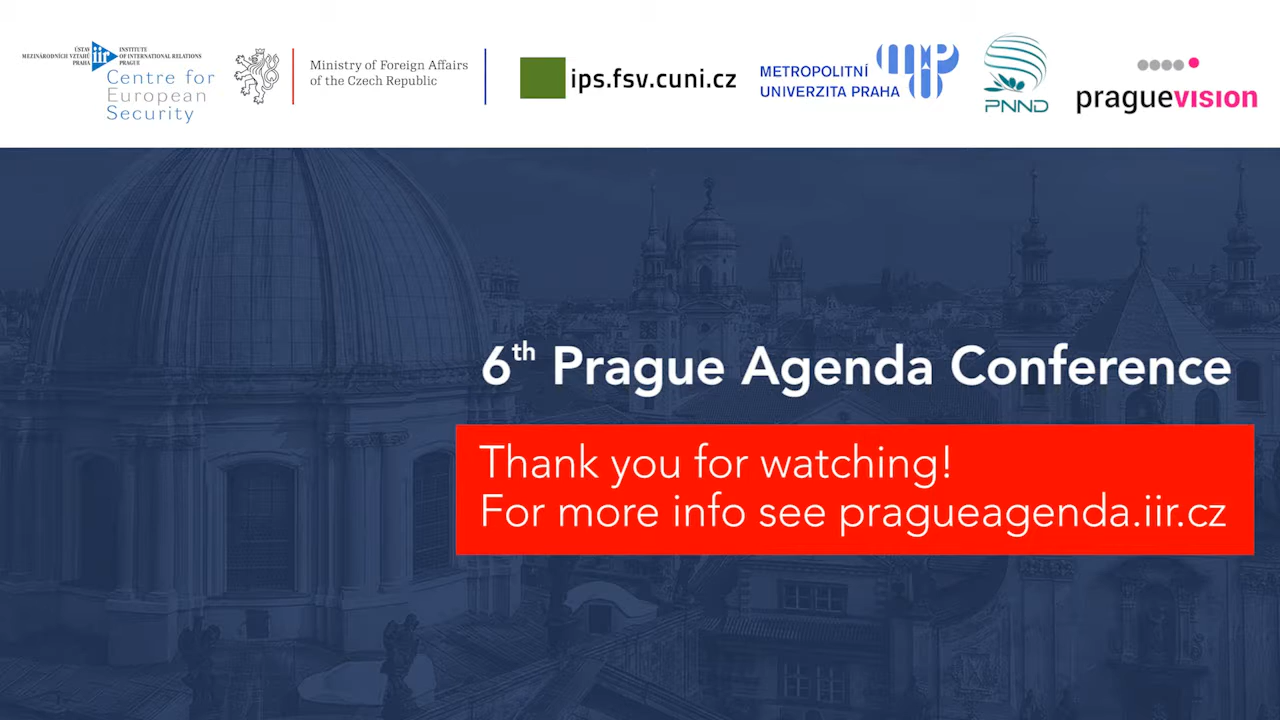 ÚSTAV
MEZINÁRODNÍCH VZTAHŮ
PRAHA
iir
INSTITUTE
OF INTERNATIONAL RELATIONS
PRAGUE
Centre for
European
Security
Ministry of Foreign Affairs
of the Czech Republic
ips.fsv.cuni.cz
METROPOLITNÍ
UNIVERZITA PRAHA
mup
PNND
praguevision
6th Prague Agenda Conference
Thank you for watching!
For more info see pragueagenda.iir.cz